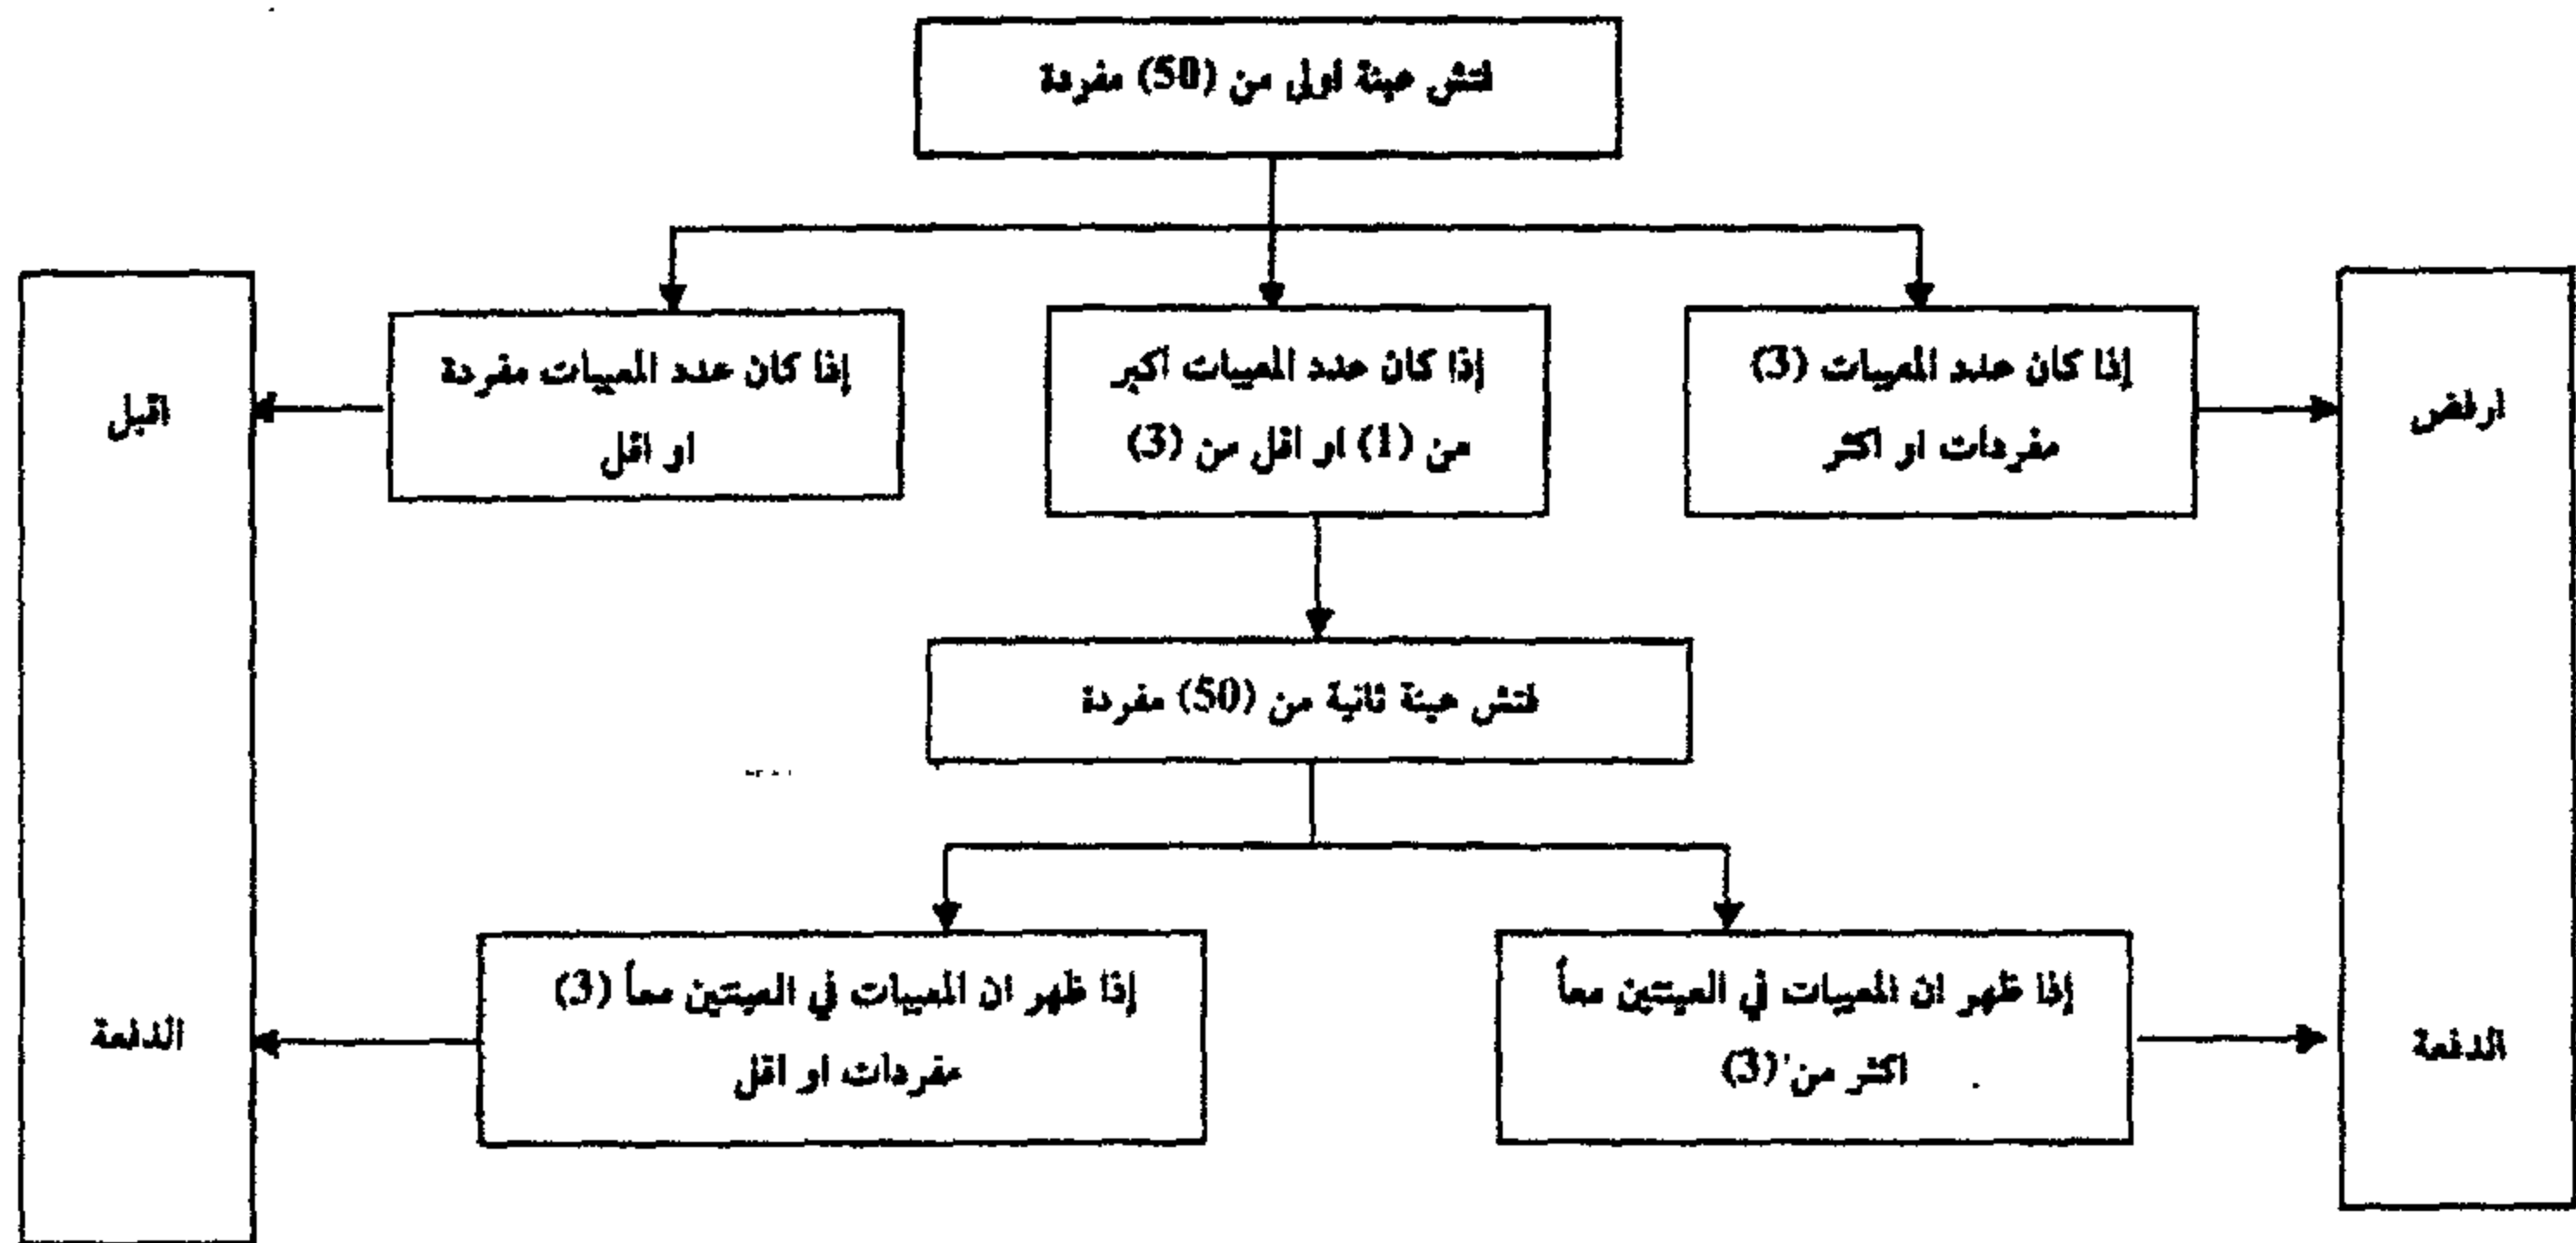 فتش عينة اولى من (50) مفردة
إذا كان عدد المعيبات (3)
مفردات او اكثر
إذا كان عدد المعيبات أكبر
من (1) او اقل من (3)
إذا كان عدد المعيبات مفردة
او اقل
ارفض
اقبل
فتش عينة ثانية من (50) مفردة
إذا ظهر ان المعيبات في العينتين معاً
اكثر من (3)
إذا ظهر ان المعيبات في العينتين معاً (3)
مفردات او اقل
الدفعة
الدفعة